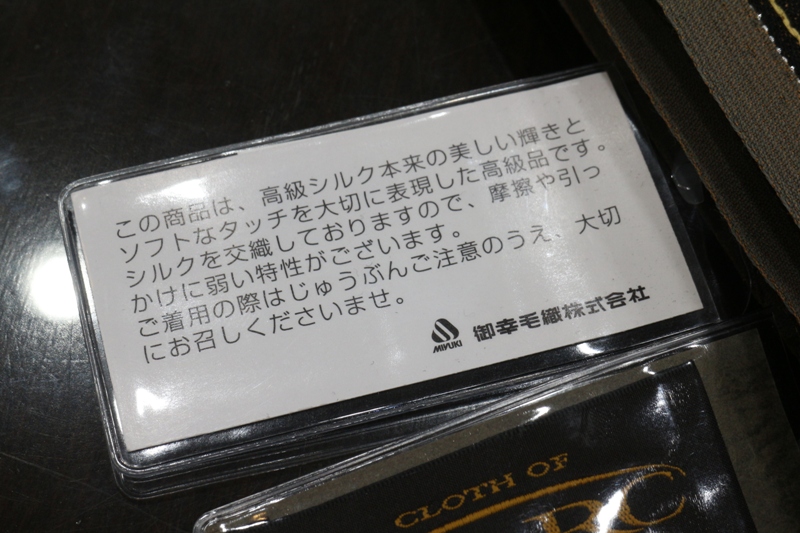 この商品は、高級シルク本来の美しい輝きと
ソフトなタッチを大切に表現した高級品です。
シルクを交織しておりますので、摩擦や引っ
かけに弱い特性がございます。
ご着用の際はじゅうぶんご注意のうえ、大切
にお召しくださいませ。
MIYUKI 御幸毛織株式会社
CLOTH OF